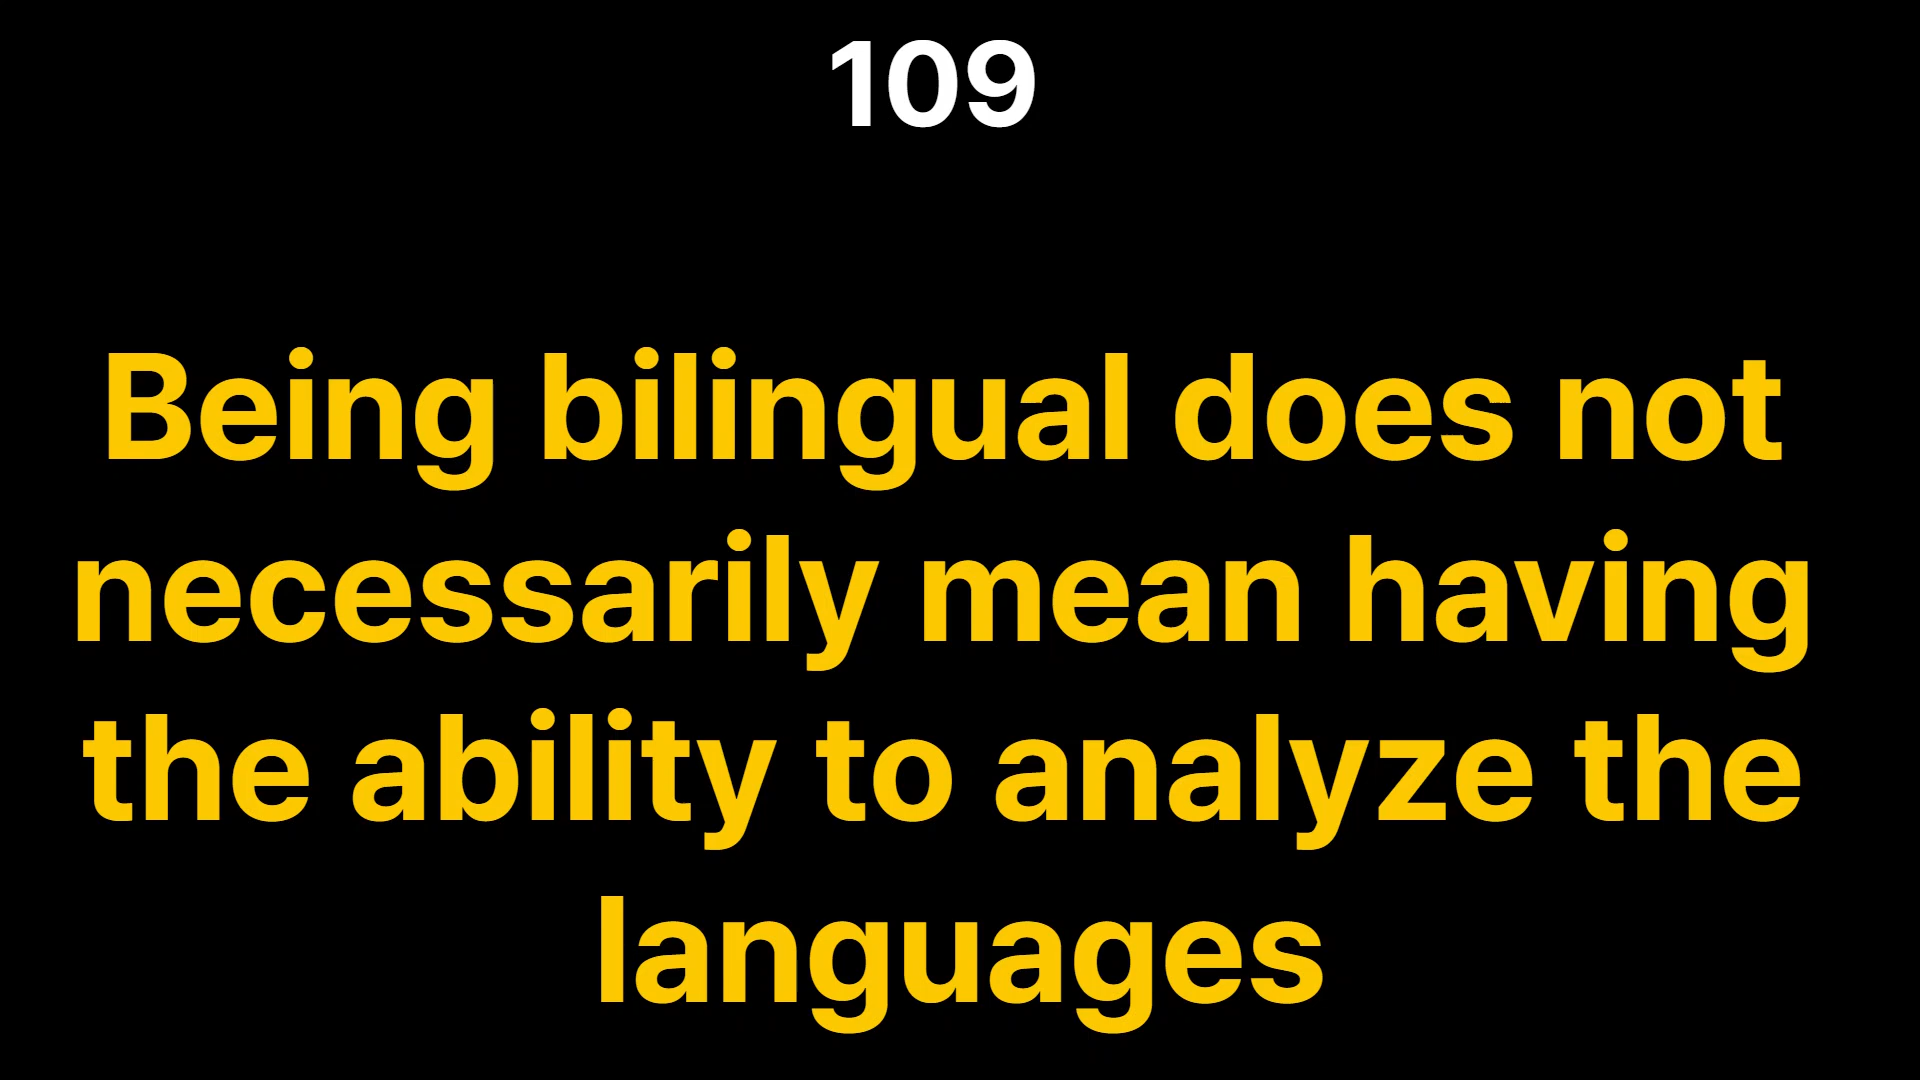 109
Being bilingual does not
necessarily mean having
the ability to analyze the
languages